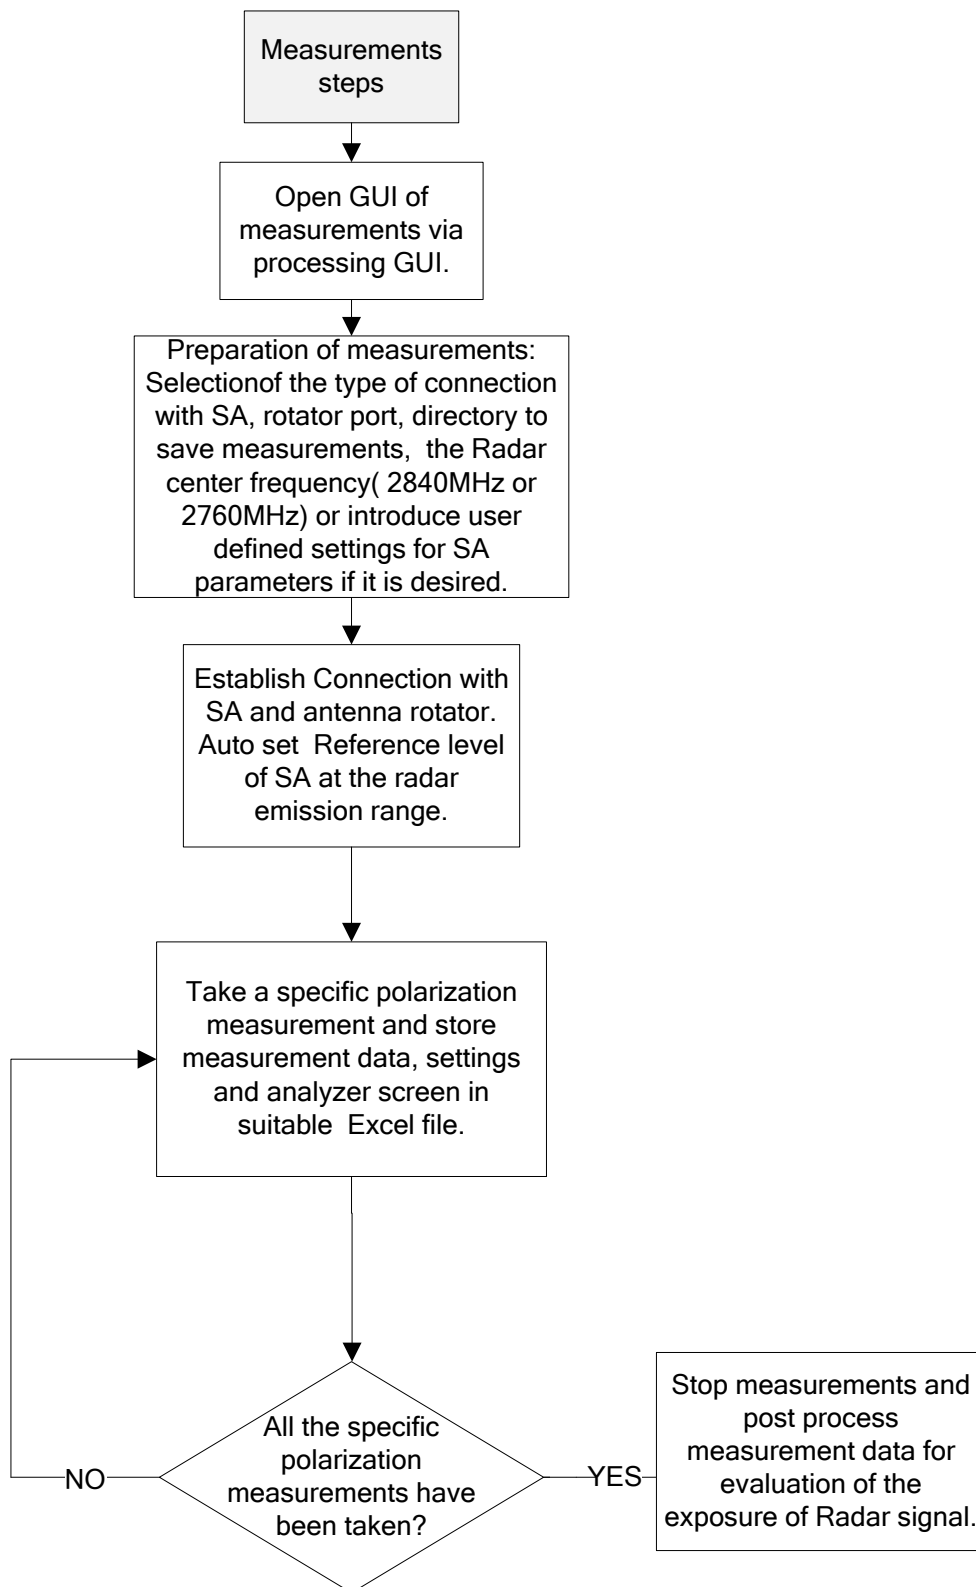 Measurements
steps
Open GUI of
measurements via
processing GUI.
Preparation of measurements:
Selectionof the type of connection
with SA, rotator port, directory to
save measurements,  the Radar
center frequency( 2840MHz or
2760MHz) or introduce user
defined settings for SA
parameters if it is desired.
Establish Connection with
SA and antenna rotator.
Auto set  Reference level
of SA at the radar
emission range.
Take a specific polarization
measurement and store
measurement data, settings
and analyzer screen in
suitable  Excel file.
All the specific
polarization
measurements have
been taken?
NO
YES
Stop measurements and
post process
measurement data for
evaluation of the
exposure of Radar signal.